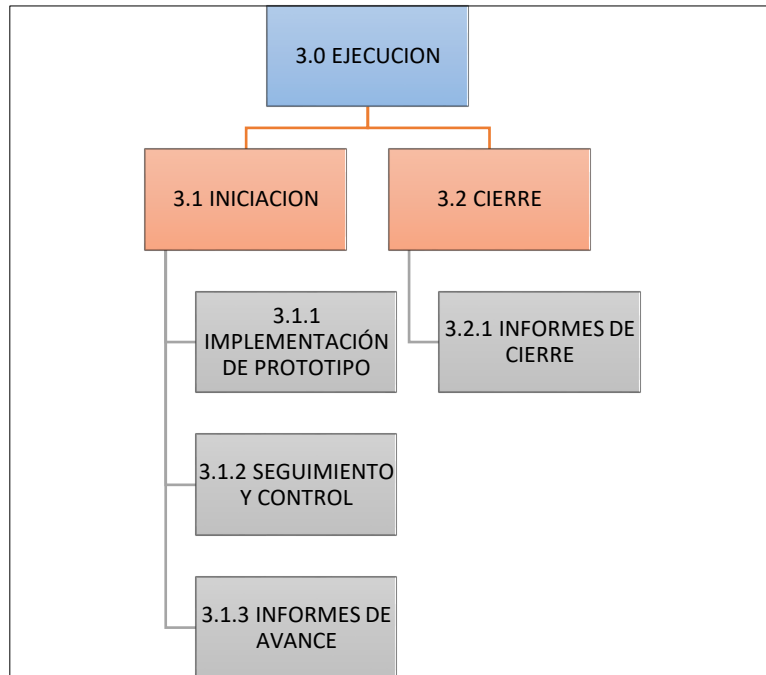 3.0 EJECUCION
3.1 INICIACION
3.2 CIERRE
3.1.1
IMPLEMENTACIÓN
DE PROTOTIPO
3.2.1 INFORMES DE
CIERRE
3.1.2 SEGUIMIENTO
Y CONTROL
3.1.3 INFORMES DE
AVANCE